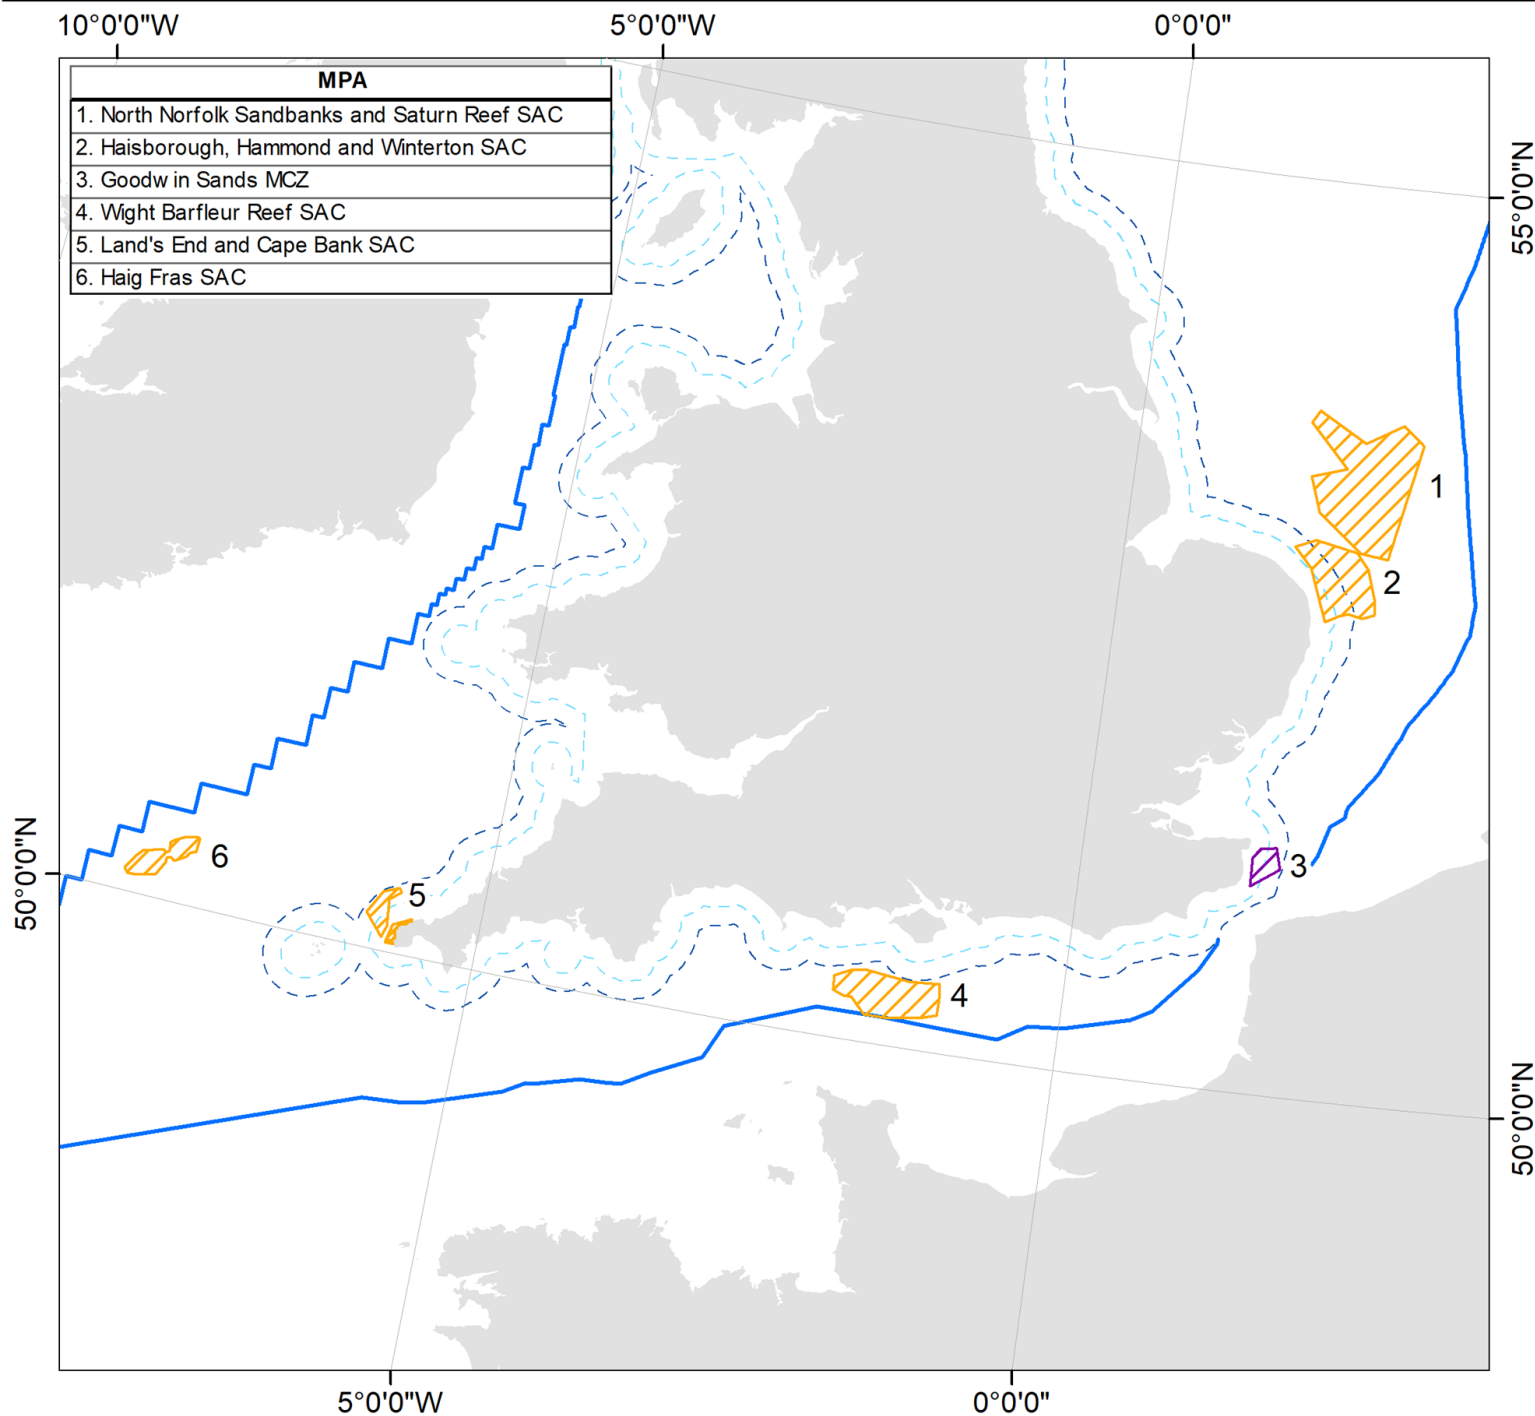 10°0'0"W 5°0'0"W 0°0'0"
MPA
1. North Norfolk Sandbanks and Saturn Reef SAC
2. Haisborough, Hammond and Winterton SAC
3. Goodwin Sands MCZ
4. Wight Barfleur Reef SAC
5. Land's End and Cape Bank SAC
6. Haig Fras SAC
55°0'0"N
1
2
50°0'0"N
6
3
5
4
50°0'0"N
5°0'0"W 0°0'0"